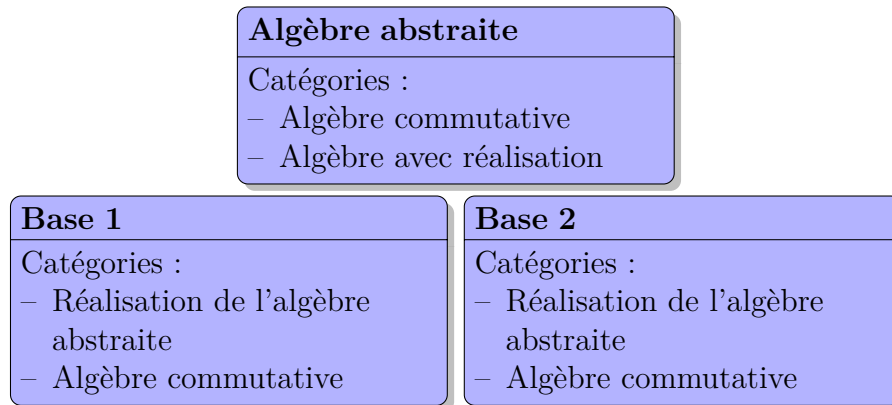 Algèbre abstraite
Catégories :
– Algèbre commutative
– Algèbre avec réalisation
Base 1
Catégories :
– Réalisation de l'algèbre
abstraite
– Algèbre commutative
Base 2
Catégories :
– Réalisation de l'algèbre
abstraite
– Algèbre commutative